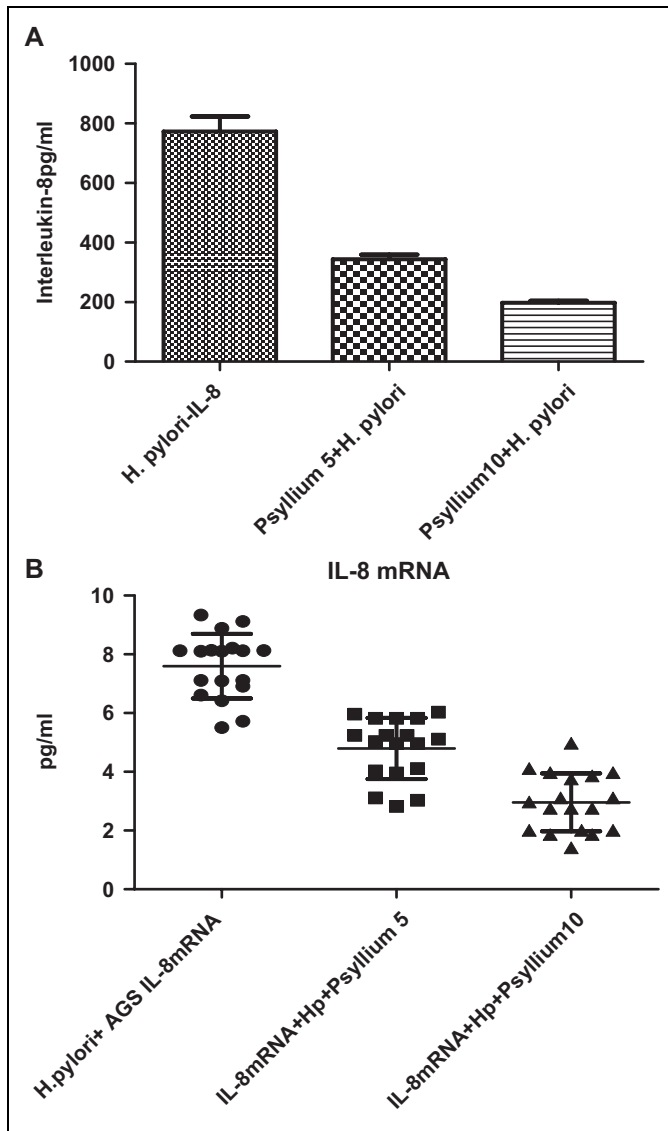 A
1000
800
600
400
200
0
Interleukin-8pg/ml
H. pylori-IL-8
Psyllium 5+H. pylori
Psyllium10+H. pylori
B
IL-8 mRNA
10
8
6
4
2
0
pg/ml
H.pylori+ AGS IL-8mRNA
IL-8mRNA+Hp+Psyllium 5
IL-8mRNA+Hp+Psyllium10